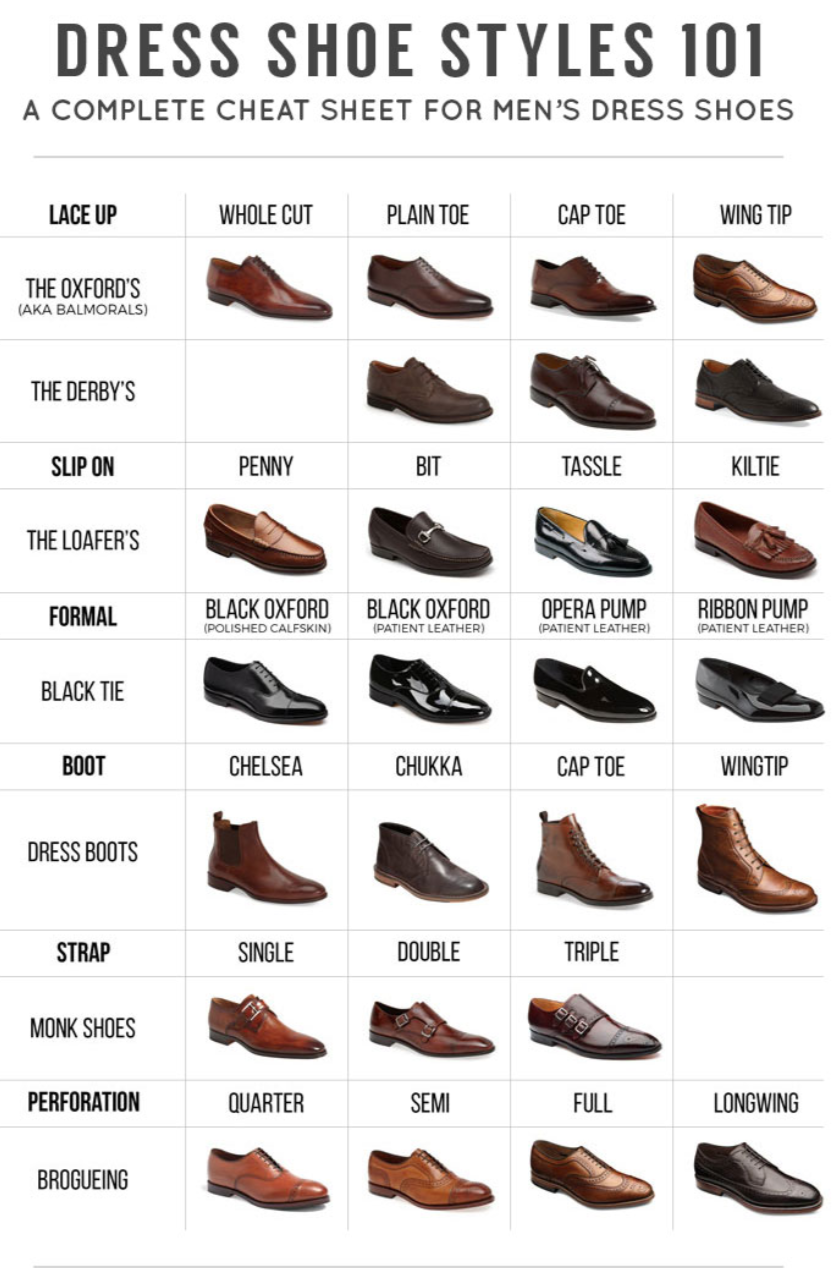 DRESS SHOE STYLES 101
A COMPLETE CHEAT SHEET FOR MEN'S DRESS SHOES
LACE UP WHOLE CUT PLAIN TOE CAP TOE WING TIP
THE OXFORD'S
(AKA BALMORALS)
THE DERBY'S
SLIP ON PENNY BIT TASSLE KILTIE
THE LOAFER'S
FORMAL BLACK OXFORD BLACK OXFORD OPERA PUMP RIBBON PUMP
(POLISHED CALFSKIN) (PATIENT LEATHER) (PATIENT LEATHER) (PATIENT LEATHER)
BLACK TIE
BOOT CHELSEA CHUKKA CAP TOE WINGTIP
DRESS BOOTS
STRAP SINGLE DOUBLE TRIPLE
MONK SHOES
PERFORATION QUARTER SEMI FULL LONGWING
BROGUEING